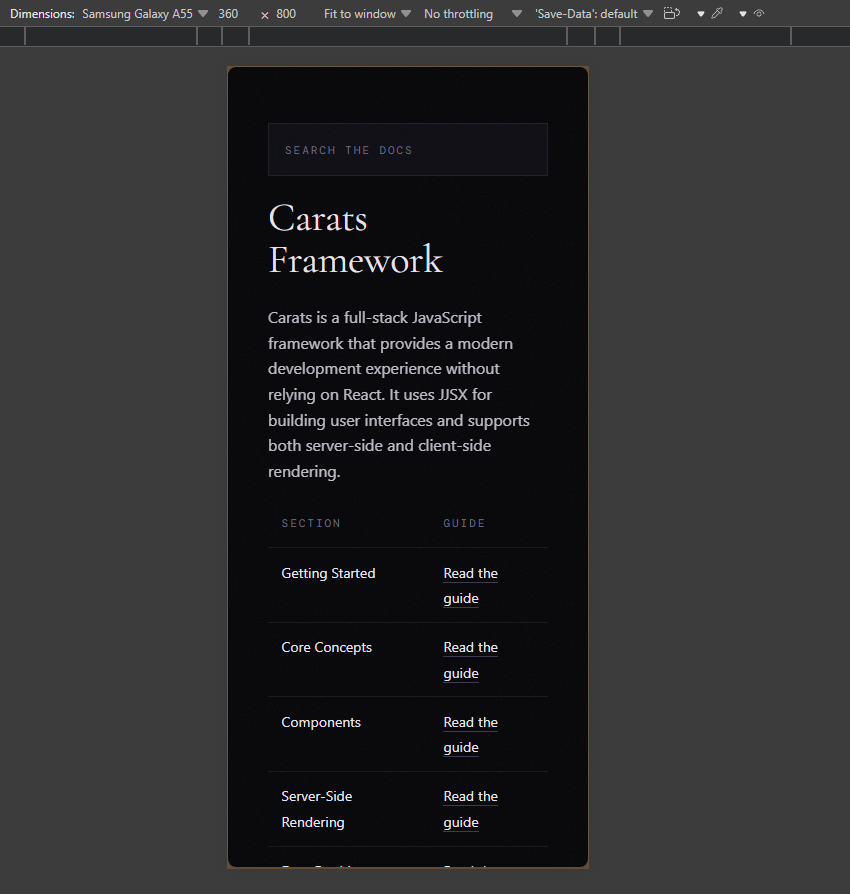 Dimensions: Samsung Galaxy A55 360 × 800 Fit to window No throttling 'Save-Data': default
SEARCH THE DOCS
Carats
Framework
Carats is a full-stack JavaScript
framework that provides a modern
development experience without
relying on React. It uses JJSX for
building user interfaces and supports
both server-side and client-side
rendering.
SECTION GUIDE
Getting Started Read the
guide
Core Concepts Read the
guide
Components Read the
guide
Server-Side Read the
Rendering guide